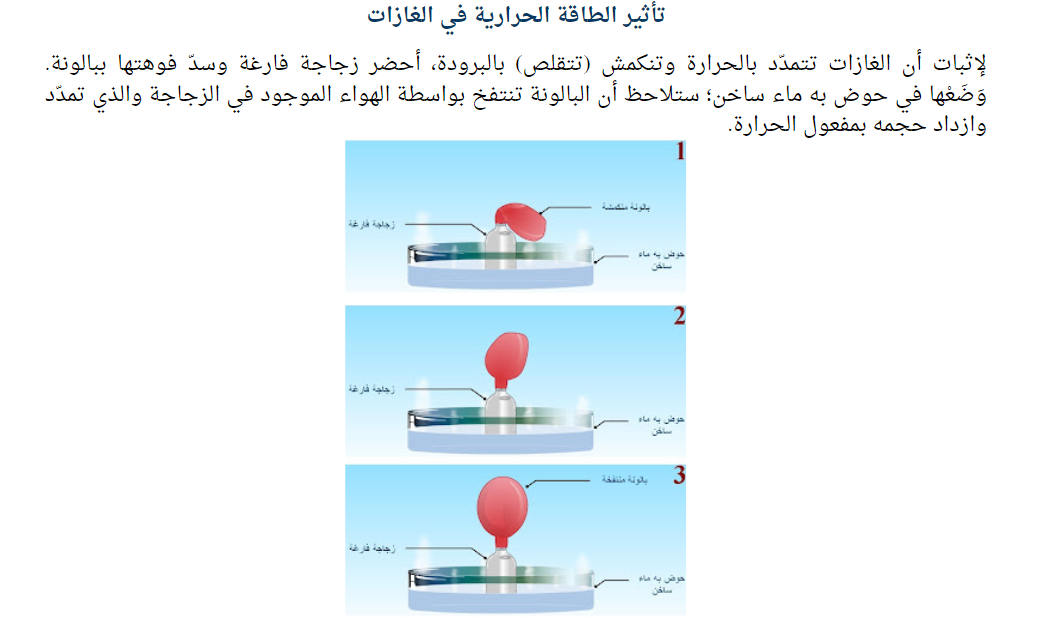 تأثير الطاقة الحرارية في الغازات
لإثبات أن الغازات تتمدّد بالحرارة وتنكمش (تتقلص) بالبرودة، أحضر زجاجة فارغة وسدّ فوهتها ببالونة.
وَضَعْها في حوض به ماء ساخن؛ ستلاحظ أن البالونة تنتفخ بواسطة الهواء الموجود في الزجاجة والذي تمدّد
وازداد حجمه بمفعول الحرارة.
1
بالونة منكمشة
زجاجة فارغة
حوض به ماء
ساخن
2
زجاجة فارغة
حوض به ماء
ساخن
3
بالونة منتفخة
زجاجة فارغة
حوض به ماء
ساخن